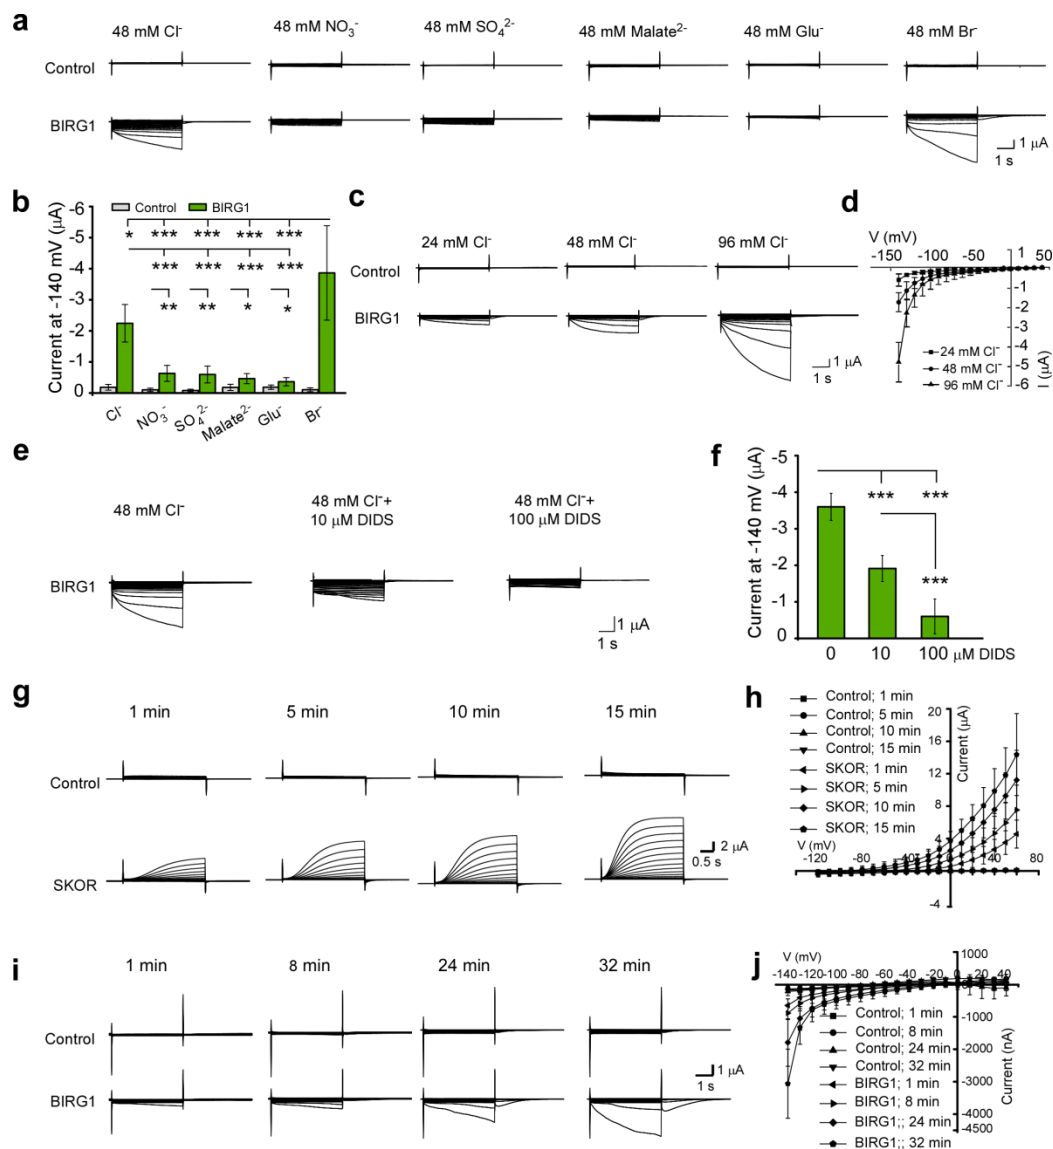 a
48 mM Cl⁻ 48 mM NO₃⁻ 48 mM SO₄²⁻ 48 mM Malate²⁻ 48 mM Glu⁻ 48 mM Br⁻
Control
BIRG1
1 μA
1 s
b
Control BIRG1
Current at -140 mV (μA)
-6
-5
-4
-3
-2
-1
0
* *** *** *** *** 
*** *** *** ***
** ** * *
Cl⁻ NO₃⁻ SO₄²⁻ Malate²⁻ Glu⁻ Br⁻
c
24 mM Cl⁻ 48 mM Cl⁻ 96 mM Cl⁻
Control
BIRG1
1 μA
1 s
d
V (mV)
-150 -100 -50 50
1
-1
-2
-3
-4
-5
-6
I (μA)
24 mM Cl⁻
48 mM Cl⁻
96 mM Cl⁻
e
48 mM Cl⁻
48 mM Cl⁻+
10 μM DIDS
48 mM Cl⁻+
100 μM DIDS
BIRG1
1 μA
1 s
f
Current at -140 mV (μA)
-5
-4
-3
-2
-1
0
*** ***
***
0 10 100 μM DIDS
g
1 min 5 min 10 min 15 min
Control
SKOR
2 μA
0.5 s
h
Control; 1 min
Control; 5 min
Control; 10 min
Control; 15 min
SKOR; 1 min
SKOR; 5 min
SKOR; 10 min
SKOR; 15 min
20
16
12
8
4
-4
Current (μA)
V (mV)
-120 -80 -40 0 40 80
i
1 min 8 min 24 min 32 min
Control
BIRG1
1 μA
1 s
j
V (mV)
-140 -120 -100 -80 -60 -40 -20 0 20 40
1000
0
-1000
-2000
-3000
-4000
-4500
Current (nA)
Control; 1 min
Control; 8 min
Control; 24 min
Control; 32 min
BIRG1; 1 min
BIRG1; 8 min
BIRG1;; 24 min
BIRG1;; 32 min